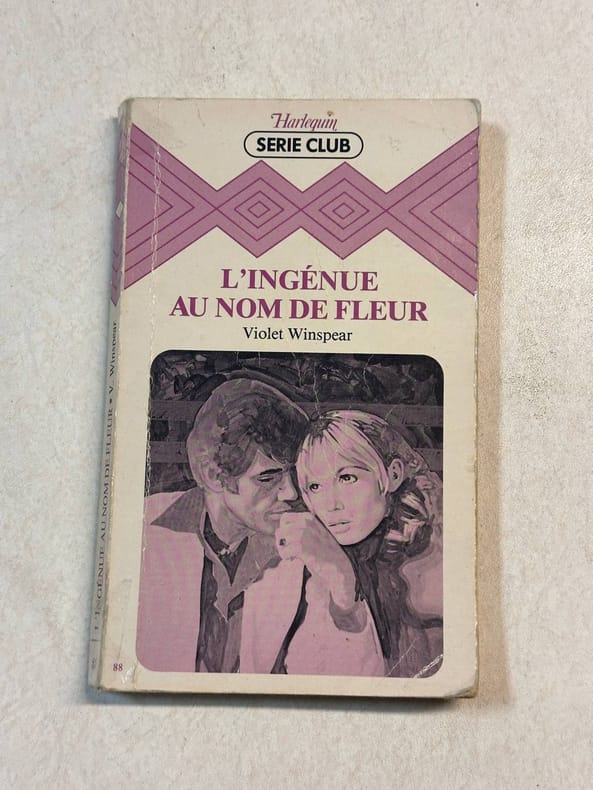 Harlequin
SERIE CLUB
L'INGÉNUE
AU NOM DE FLEUR
Violet Winspear
88
L'INGÉNUE AU NOM DE FLEUR • V. Winspear